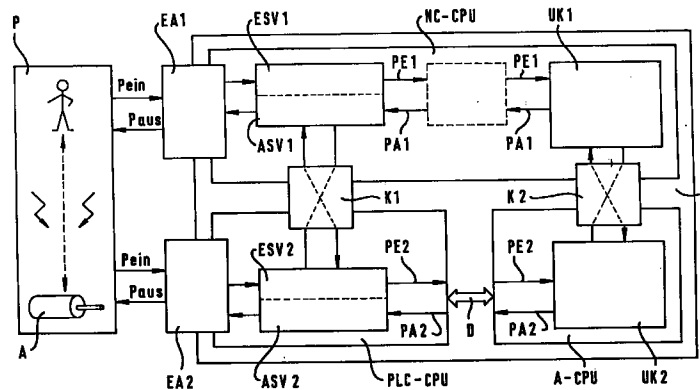 P EA1 ESV1 NC-CPU UK1
Pein PE1 PE1
Paus PA1 PA1
ASV1
K1 K2
ESV2
Pein PE2 PE2
Paus
D
PA2 PA2
A EA2 ASV2 PLC-CPU A-CPU UK2